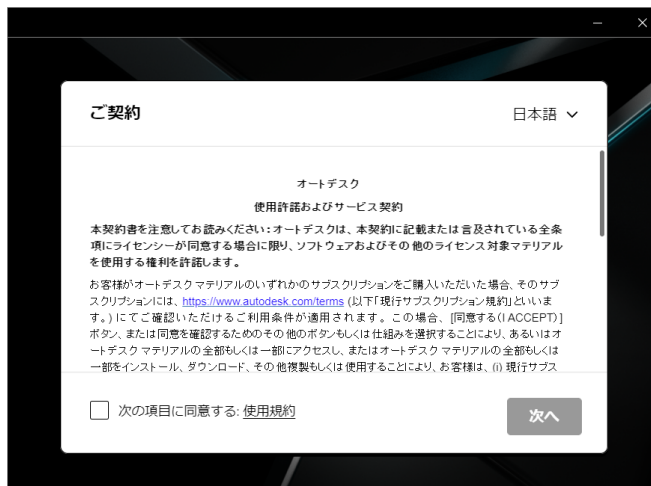 ご契約
日本語
オートデスク
使用許諾およびサービス契約
本契約書を注意してお読みください：オートデスクは、本契約に記載または言及されている全条
項にライセンシーが同意する場合に限り、ソフトウェアおよびその他のライセンス対象マテリアル
を使用する権利を許諾します。
お客様がオートデスク マテリアルのいずれかのサブスクリプションをご購入いただいた場合、そのサブ
スクリプションには、https://www.autodesk.com/terms (以下「現行サブスクリプション規約」といいま
す。) にてご確認いただけるご利用条件が適用されます。この場合、[同意する(I ACCEPT)]
ボタン、または同意を確認するためのその他のボタンもしくは仕組みを選択することにより、あるいはオ
ートデスク マテリアルの全部もしくは一部にアクセスし、またはオートデスク マテリアルの全部もしくは
一部をインストール、ダウンロード、その他複製もしくは使用することにより、お客様は、(i) 現行サブス
次の項目に同意する: 使用規約
次へ